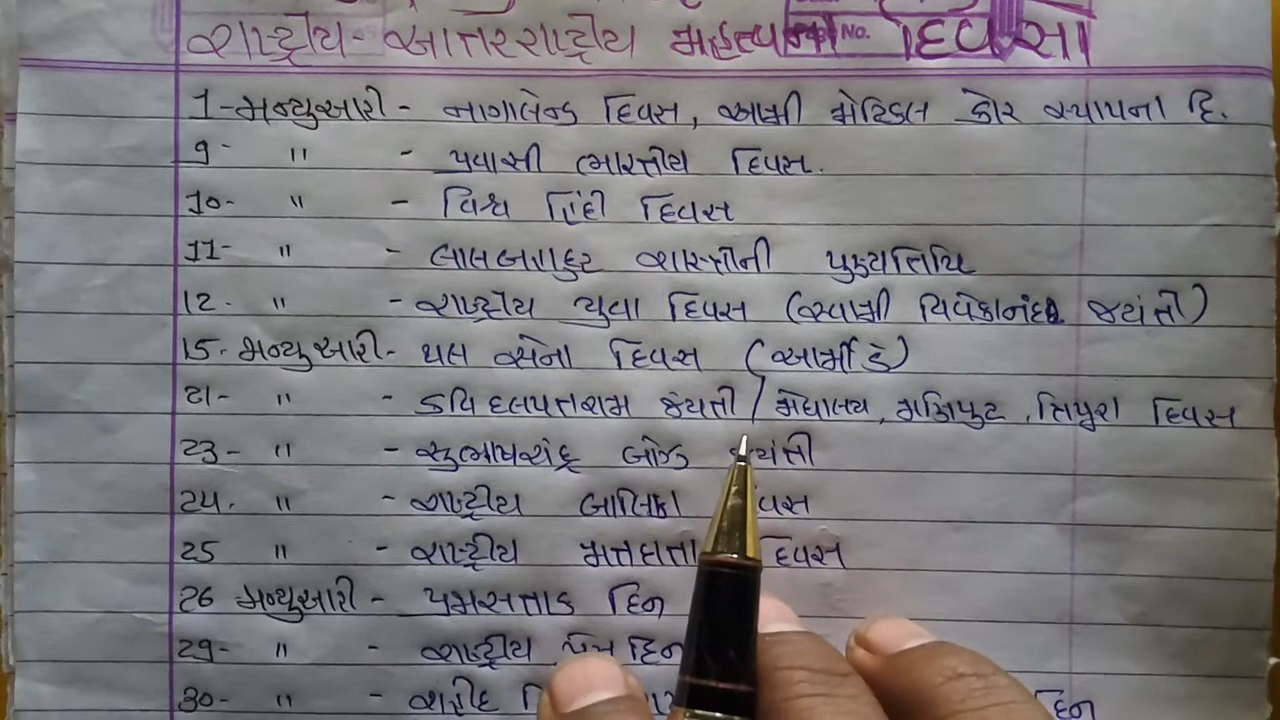 રાષ્ટ્રીય - આંતરરાષ્ટ્રીય મહત્વના દિવસો
1 - જાન્યુઆરી - નાગાલેન્ડ દિવસ, આર્મી મેડિકલ કોર સ્થાપના દિ.
9 - " - પ્રવાસી ભારતીય દિવસ.
10 - " - વિશ્વ હિંદી દિવસ
11 - " - લાલબહાદુર શાસ્ત્રીની પુણ્યતિથિ
12 - " - રાષ્ટ્રીય યુવા દિવસ (સ્વામી વિવેકાનંદ જયંતી)
15 - જાન્યુઆરી - થલ સેના દિવસ (આર્મી ડે)
21 - " - કવિ દલપતરામ જયંતી / મેઘાલય, મણિપુર, ત્રિપુરા દિવસ
23 - " - સુભાષચંદ્ર બોઝ જયંતી
24. " - રાષ્ટ્રીય બાલિકા દિવસ
25 " - રાષ્ટ્રીય મતદાતા દિવસ
26 જાન્યુઆરી - પ્રજાસત્તાક દિન
29 - " - રાષ્ટ્રીય દિન
30 - " - શહીદ દિન